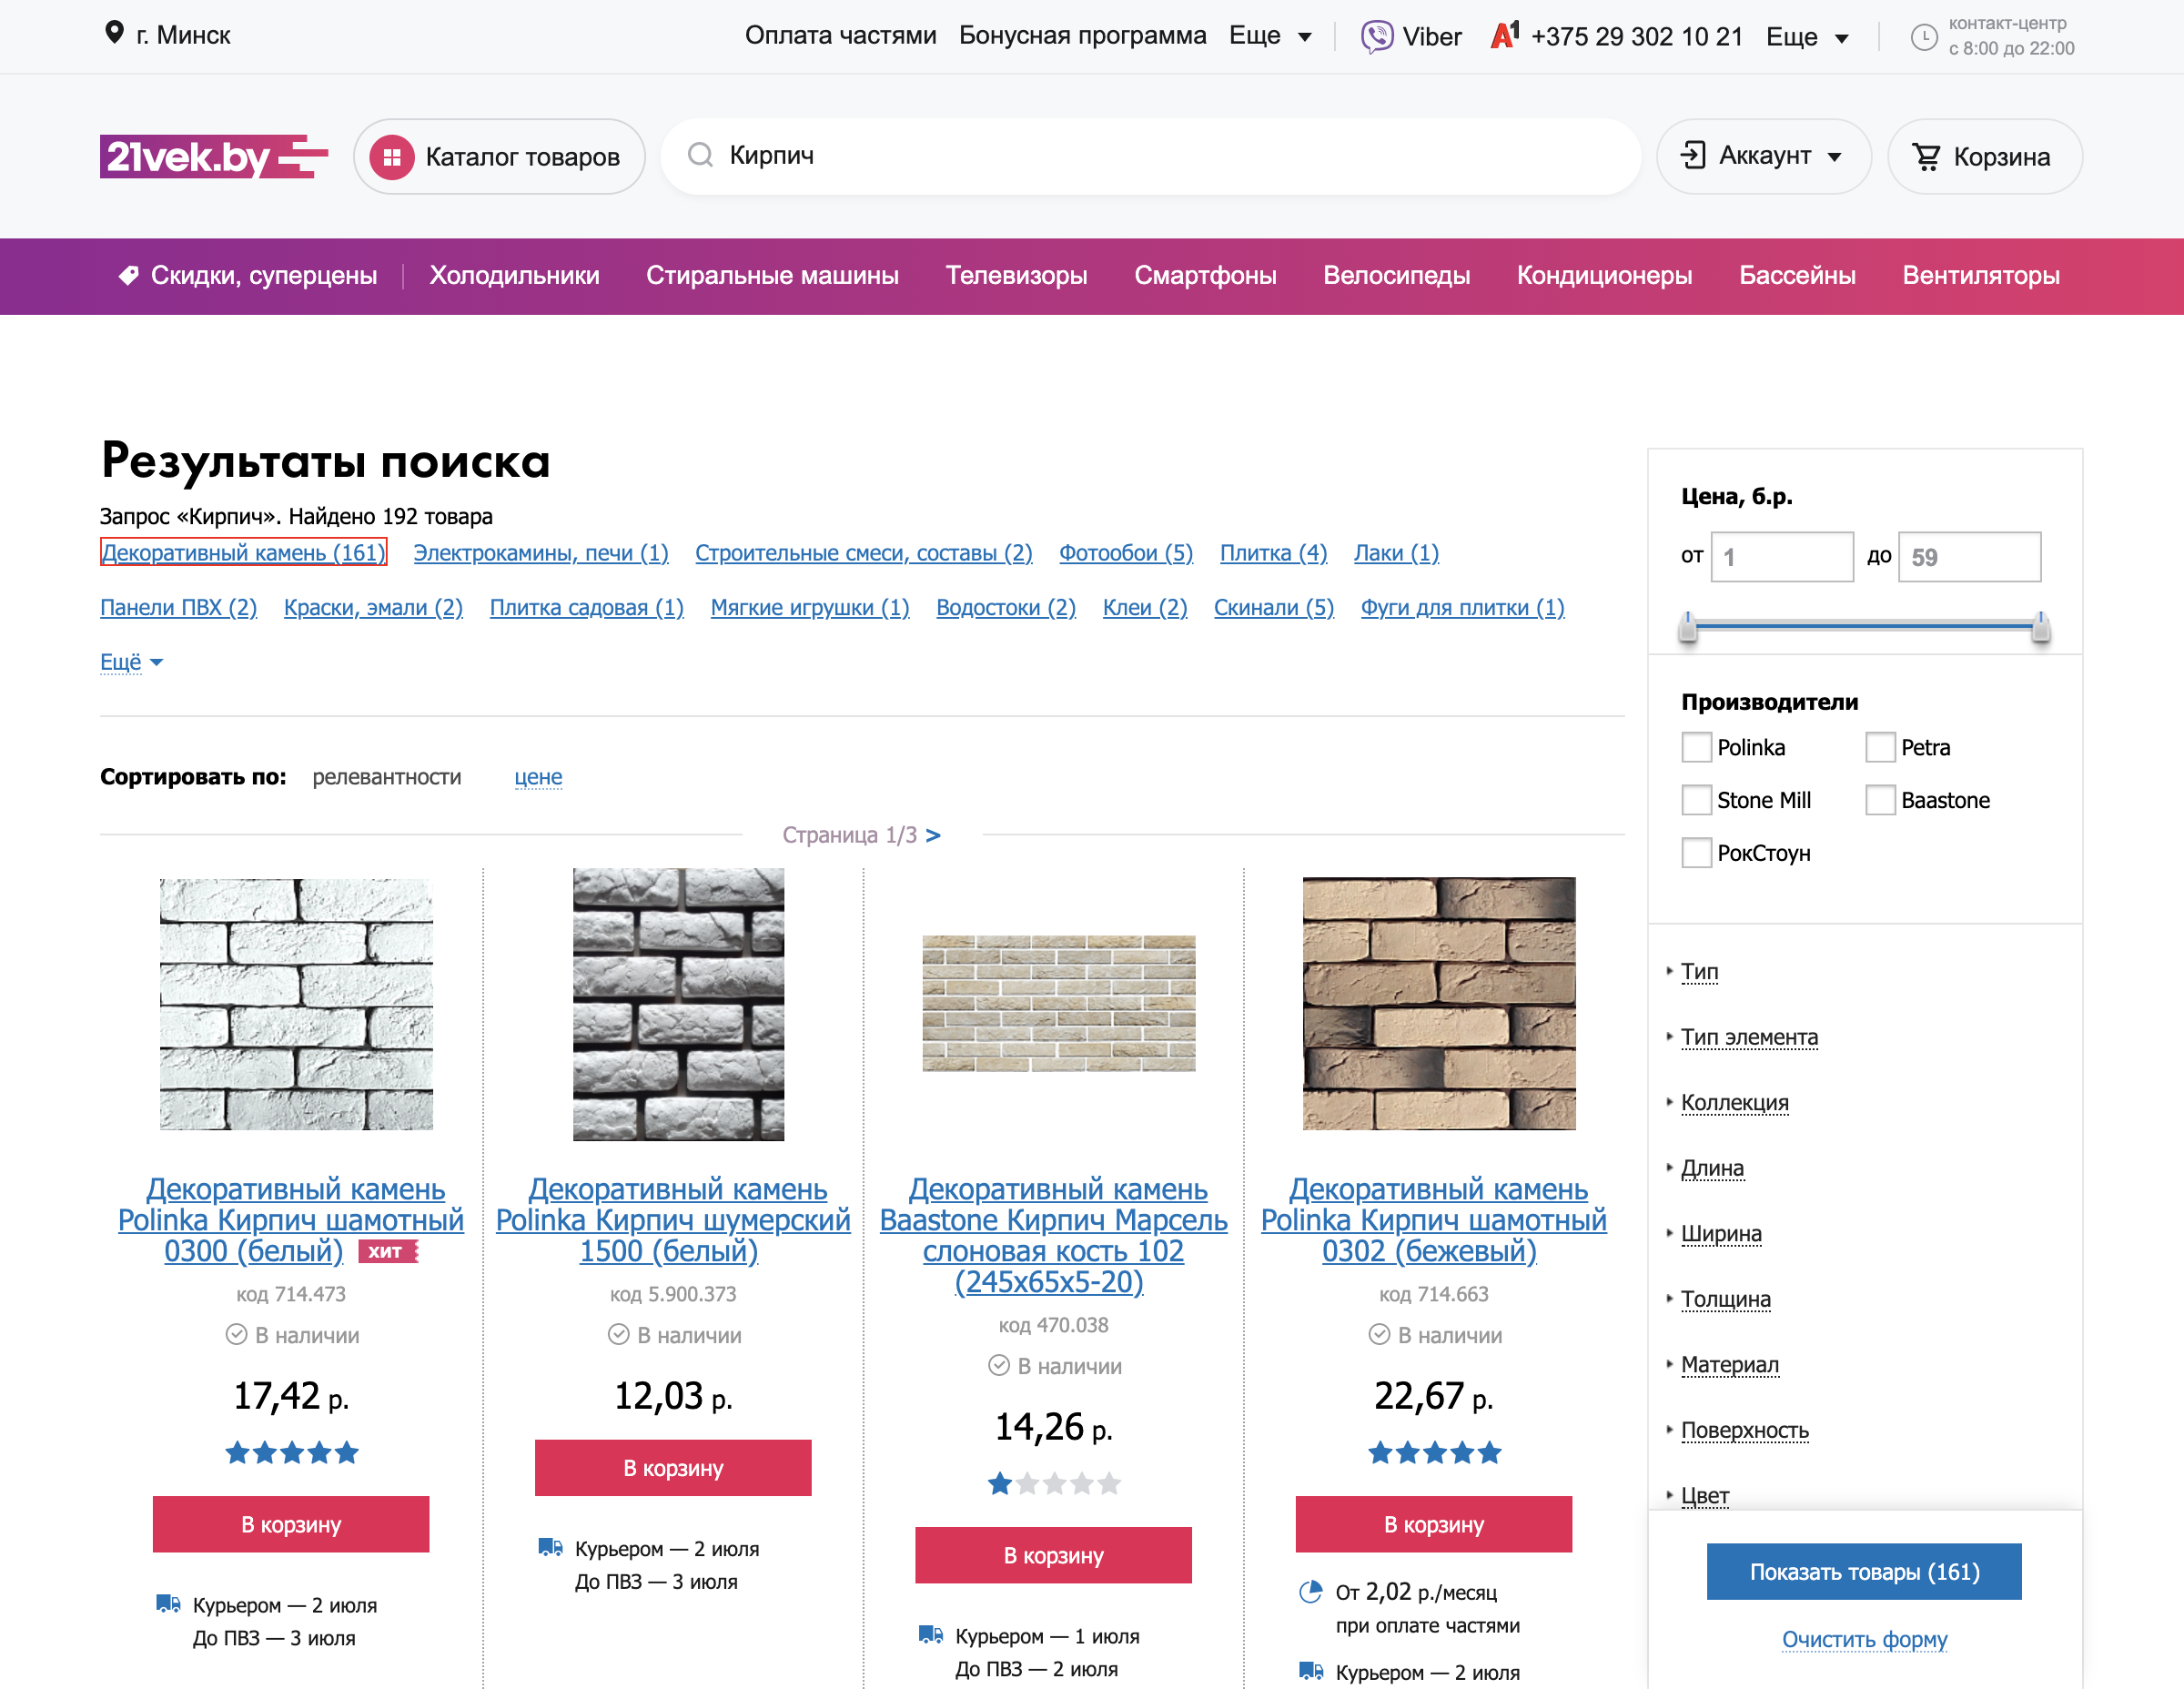 г. Минск
Оплата частями Бонусная программа Еще Viber A1 +375 29 302 10 21 Еще контакт-центр
с 8:00 до 22:00
21vek.by Каталог товаров Кирпич Аккаунт Корзина
Скидки, суперцены Холодильники Стиральные машины Телевизоры Смартфоны Велосипеды Кондиционеры Бассейны Вентиляторы
Результаты поиска
Запрос «Кирпич». Найдено 192 товара
Декоративный камень (161) Электрокамины, печи (1) Строительные смеси, составы (2) Фотообои (5) Плитка (4) Лаки (1)
Панели ПВХ (2) Краски, эмали (2) Плитка садовая (1) Мягкие игрушки (1) Водостоки (2) Клеи (2) Скинали (5) Фуги для плитки (1)
Ещё
Сортировать по: релевантности цене
Страница 1/3 >
Декоративный камень
Polinka Кирпич шамотный
0300 (белый) хит
код 714.473
В наличии
17,42 р.
В корзину
Курьером — 2 июля
До ПВЗ — 3 июля
Декоративный камень
Polinka Кирпич шумерский
1500 (белый)
код 5.900.373
В наличии
12,03 р.
В корзину
Курьером — 2 июля
До ПВЗ — 3 июля
Декоративный камень
Baastone Кирпич Марсель
слоновая кость 102
(245x65x5-20)
код 470.038
В наличии
14,26 р.
В корзину
Курьером — 1 июля
До ПВЗ — 2 июля
Декоративный камень
Polinka Кирпич шамотный
0302 (бежевый)
код 714.663
В наличии
22,67 р.
В корзину
От 2,02 р./месяц
при оплате частями
Курьером — 2 июля
Цена, б.р.
от 1 до 59
Производители
Polinka Petra
Stone Mill Baastone
РокСтоун
Тип
Тип элемента
Коллекция
Длина
Ширина
Толщина
Материал
Поверхность
Цвет
Показать товары (161)
Очистить форму